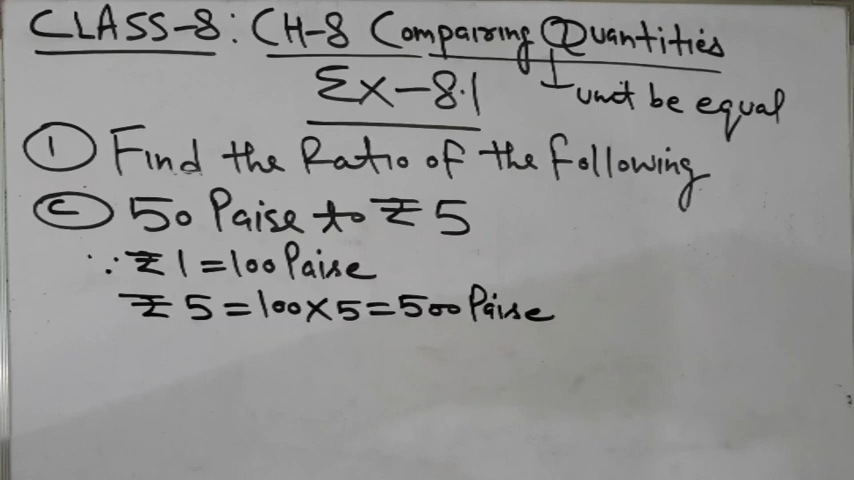 CLASS-8: CH-8 Comparing Quantities
Ex-8.1
unit be equal
① Find the Ratio of the following
ⓒ 50 Paise to ₹ 5
∵ ₹ 1 = 100 Paise
₹ 5 = 100 × 5 = 500 Paise